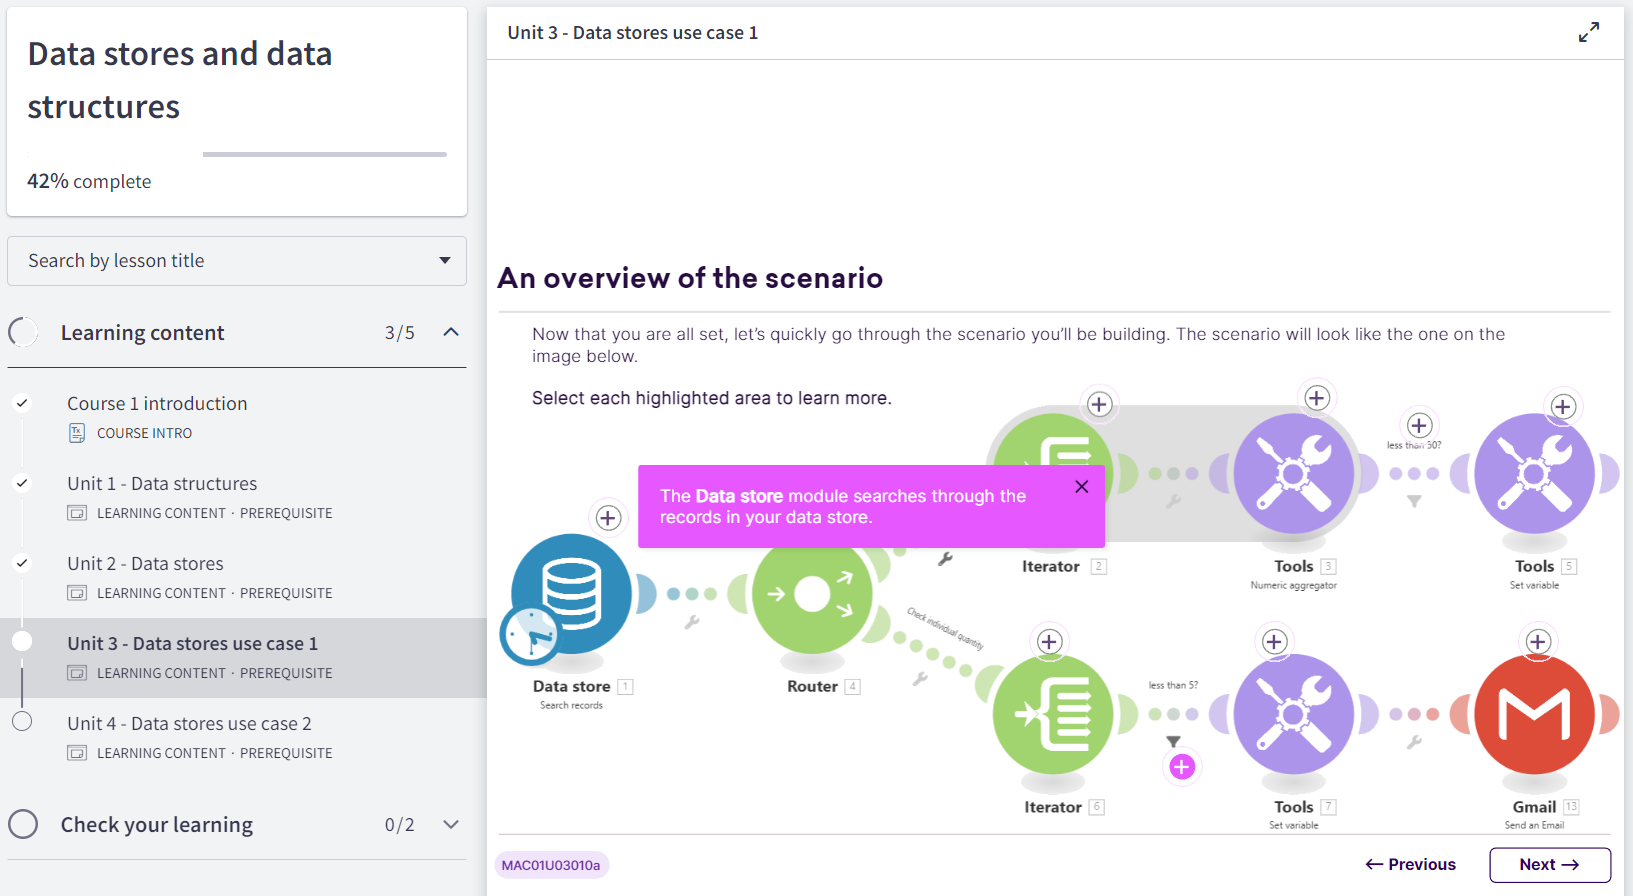 Data stores and data
structures
42% complete
Search by lesson title
Learning content 3/5
Course 1 introduction
Tx COURSE INTRO
Unit 1 - Data structures
LEARNING CONTENT · PREREQUISITE
Unit 2 - Data stores
LEARNING CONTENT · PREREQUISITE
Unit 3 - Data stores use case 1
LEARNING CONTENT · PREREQUISITE
Unit 4 - Data stores use case 2
LEARNING CONTENT · PREREQUISITE
Check your learning 0/2
Unit 3 - Data stores use case 1
An overview of the scenario
Now that you are all set, let's quickly go through the scenario you'll be building. The scenario will look like the one on the
image below.
Select each highlighted area to learn more.
The Data store module searches through the
records in your data store.
less than 50?
Iterator 2
Tools 3
Numeric aggregator
Tools 5
Set variable
Data store 1
Search records
Router 4
Check individual quantity
less than 5?
Iterator 6
Tools 7
Set variable
Gmail 13
Send an Email
MAC01U03010a
← Previous
Next →